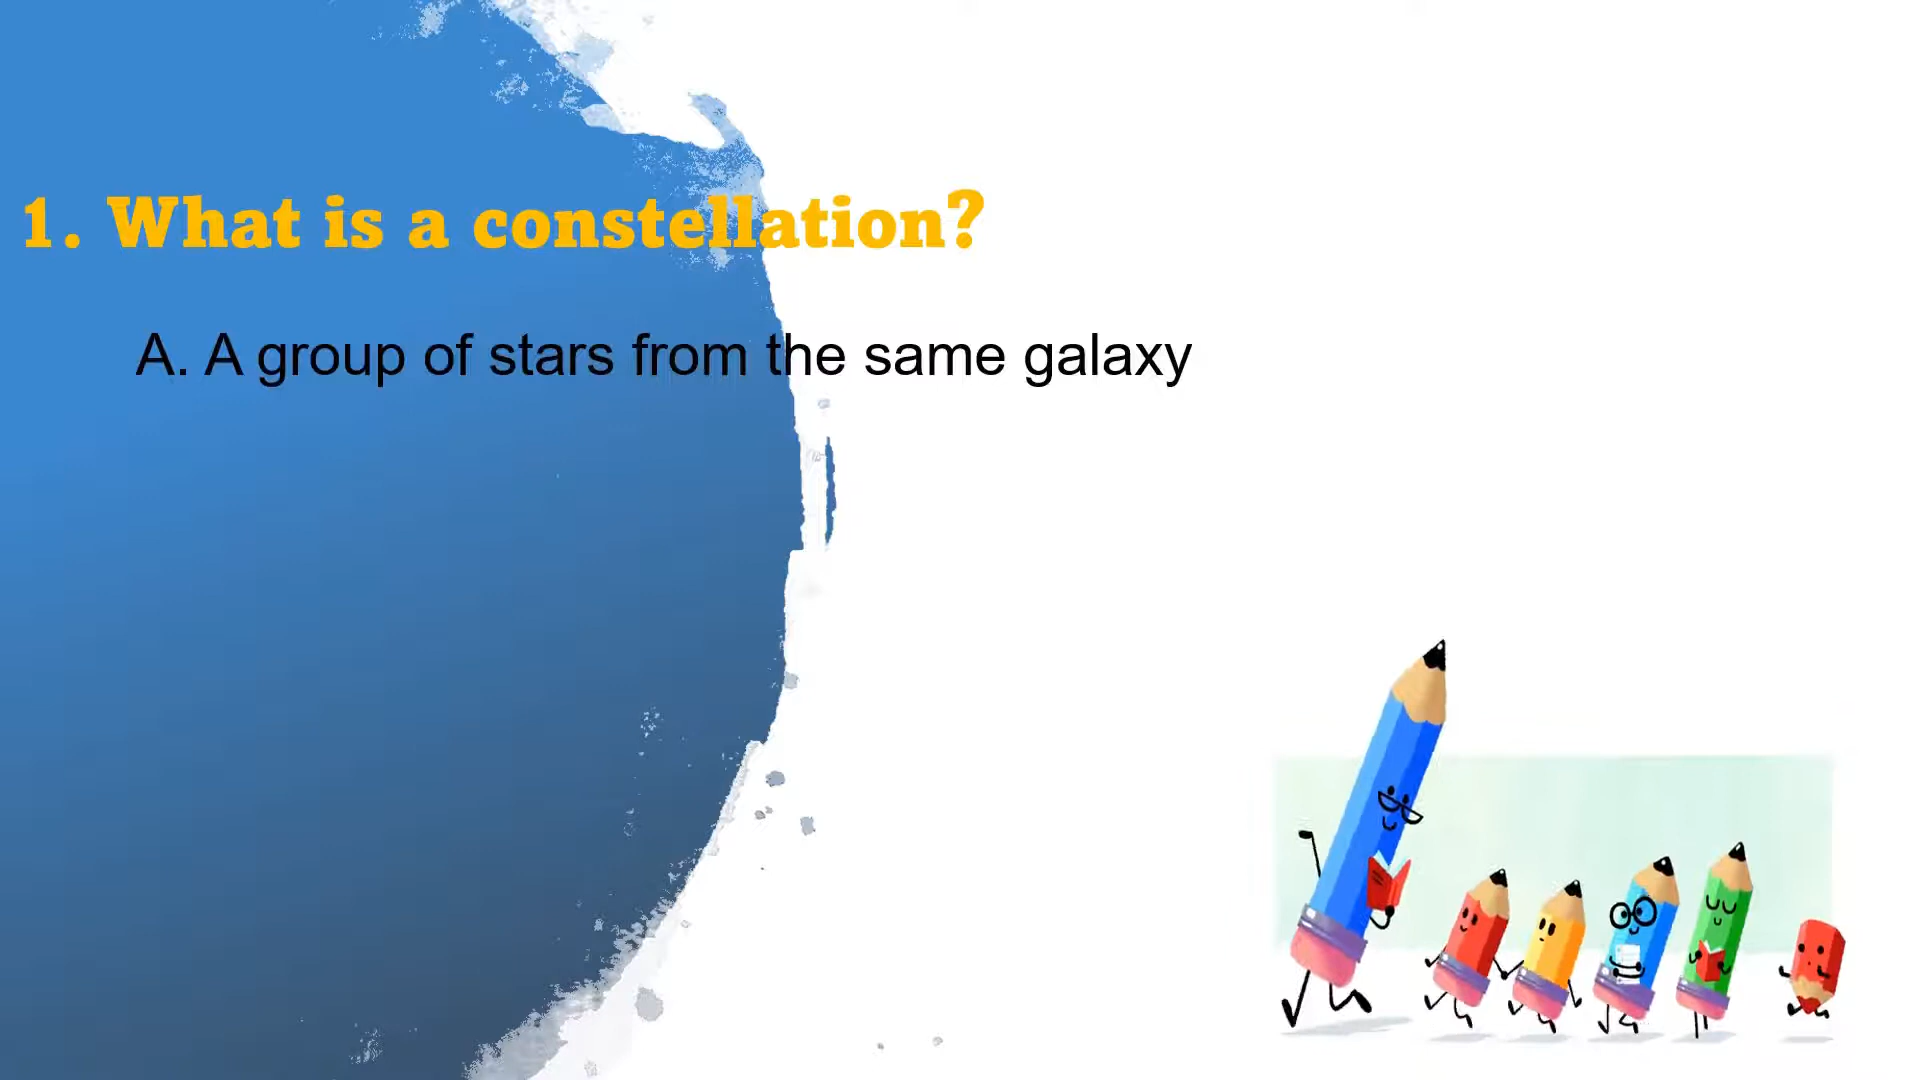 1. What is a constellation?
A. A group of stars from the same galaxy